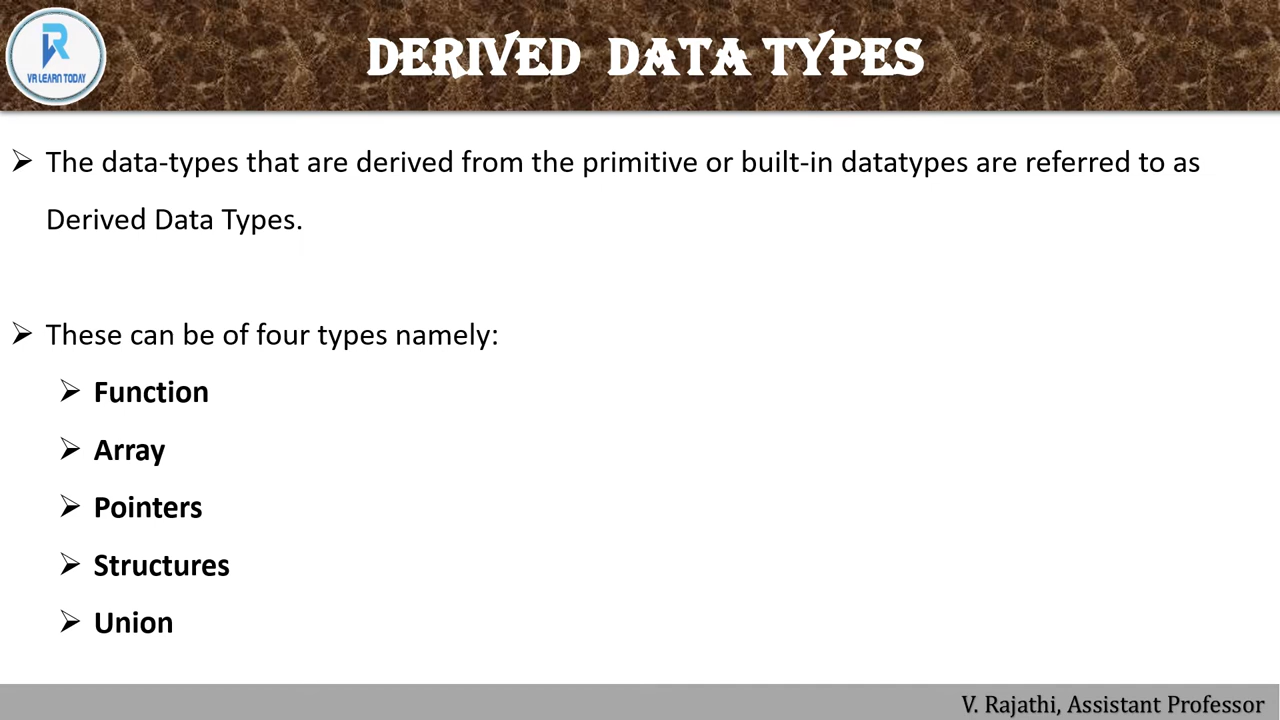 VR LEARN TODAY
DERIVED DATA TYPES
➢ The data-types that are derived from the primitive or built-in datatypes are referred to as
Derived Data Types.
➢ These can be of four types namely:
➢ Function
➢ Array
➢ Pointers
➢ Structures
➢ Union
V. Rajathi, Assistant Professor